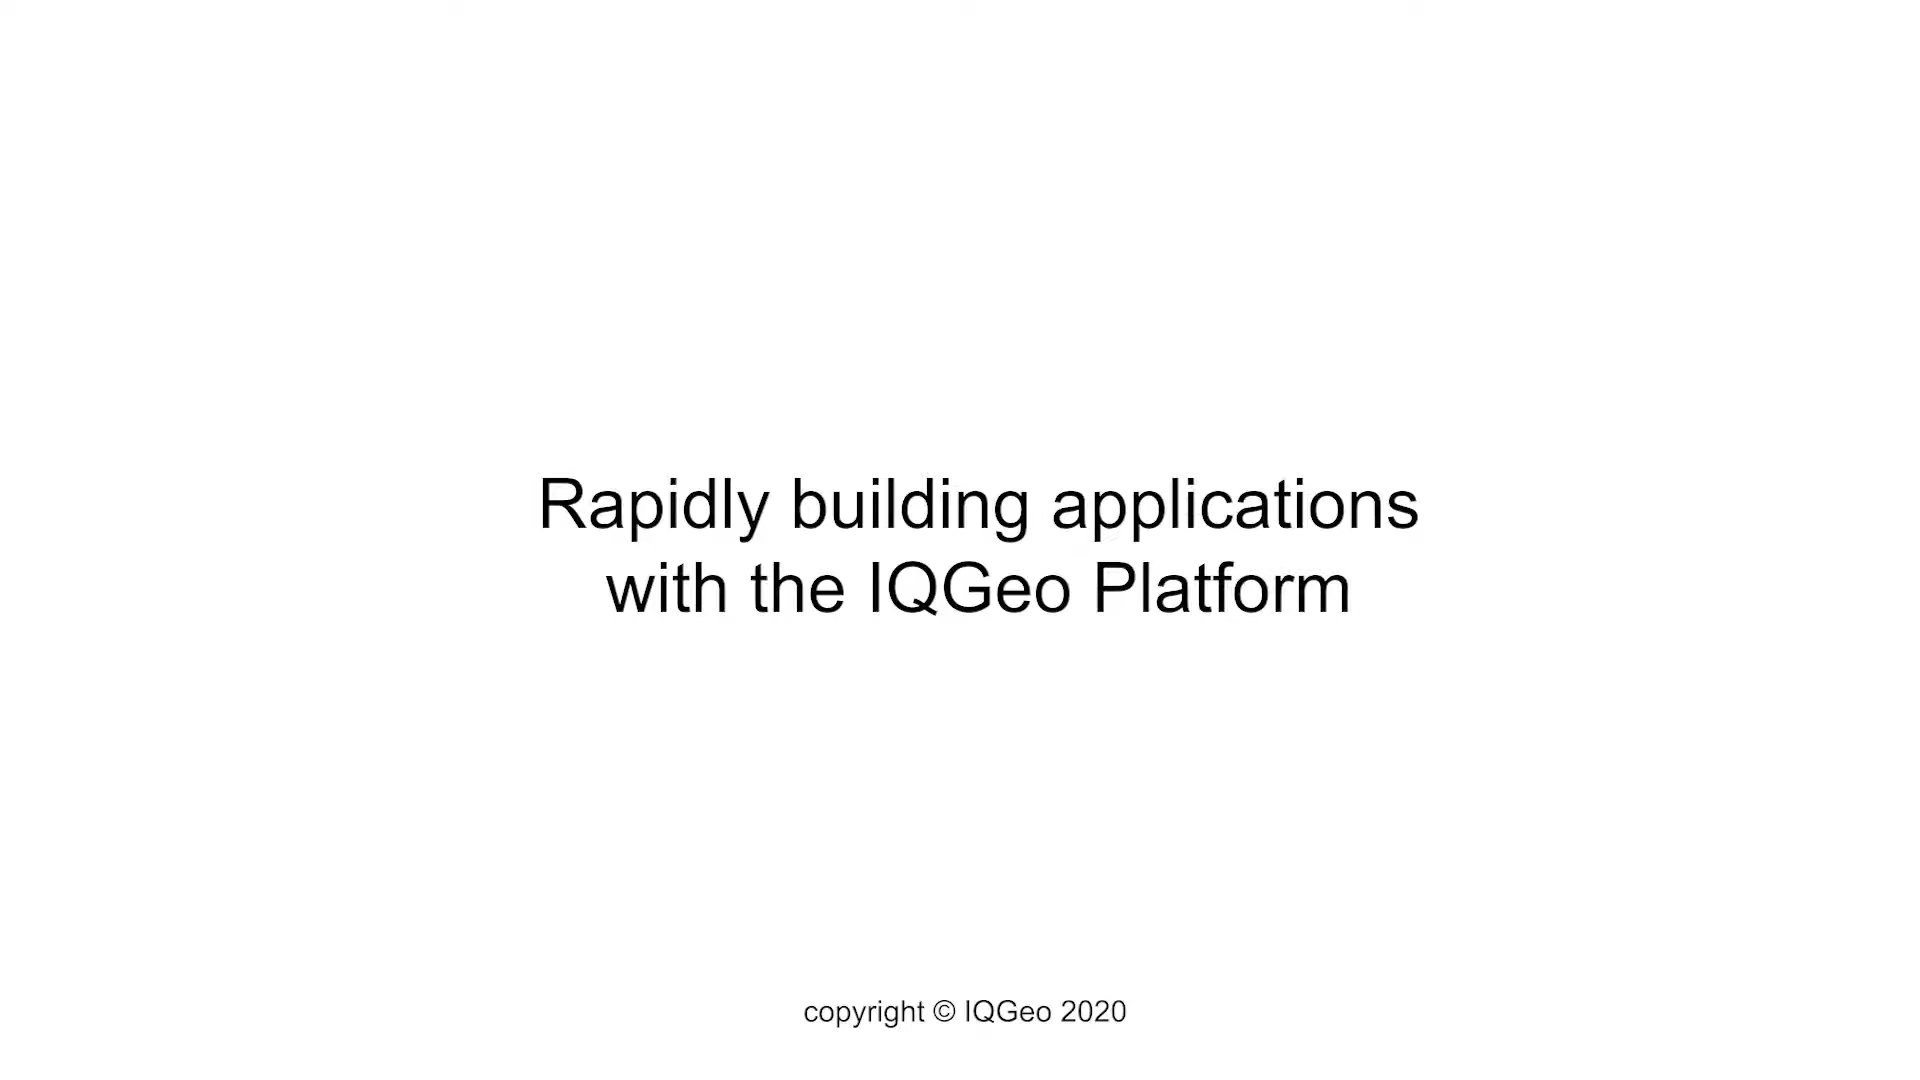 Rapidly building applications
with the IQGeo Platform
copyright © IQGeo 2020